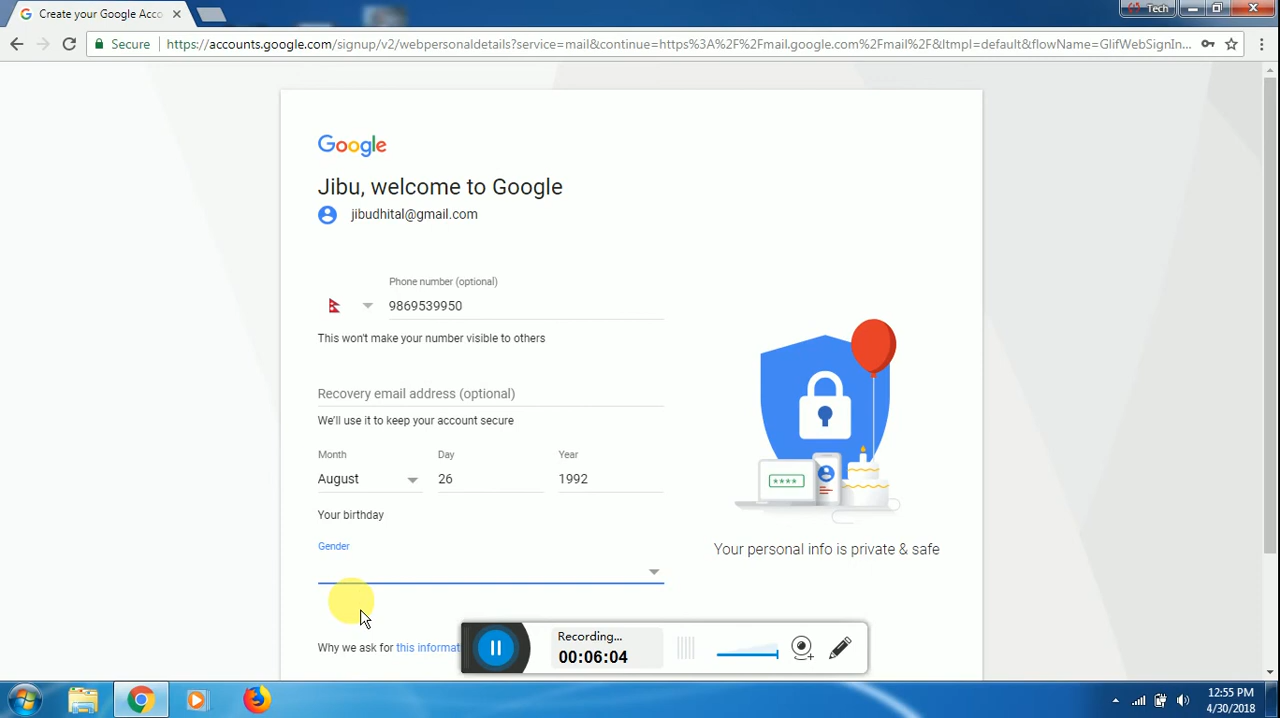 Create your Google Acco
Tech
Secure
https://accounts.google.com/signup/v2/webpersonaldetails?service=mail&continue=https%3A%2F%2Fmail.google.com%2Fmail%2F&ltmpl=default&flowName=GlifWebSignIn...
Google
Jibu, welcome to Google
jibudhital@gmail.com
Phone number (optional)
9869539950
This won't make your number visible to others
Recovery email address (optional)
We'll use it to keep your account secure
Month Day Year
August 26 1992
Your birthday
Gender
Your personal info is private & safe
****
Why we ask for this informat
Recording...
00:06:04
12:55 PM
4/30/2018